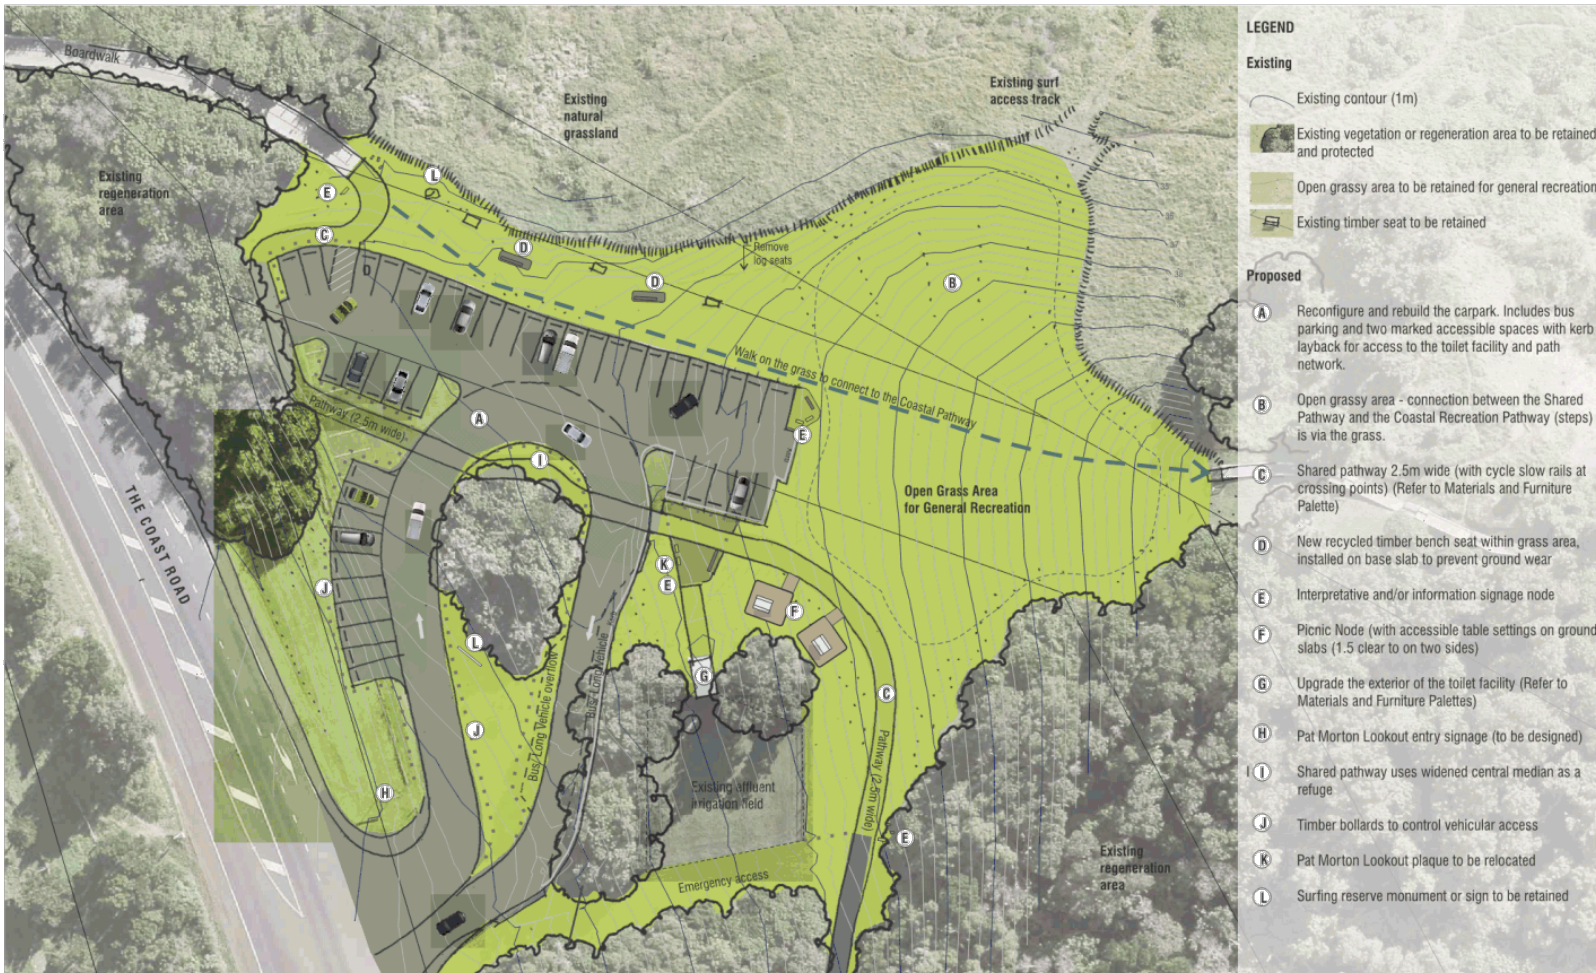 Boardwalk
Existing
natural
grassland
Existing surf
access track
Existing
regeneration
area
L
E
C
D
D
Remove
log seats
B
Walk on the grass to connect to the Coastal Pathway
Pathway (2.5m wide)
A
E
I
THE COAST ROAD
Open Grass Area
for General Recreation
K
E
J
F
L
G
C
Bus/Long Vehicle overflow
Bus/Long Vehicle
J
Pathway (2.5m wide)
H
Existing affluent
irrigation field
E
Emergency access
Existing
regeneration
area
LEGEND
Existing
Existing contour (1m)
Existing vegetation or regeneration area to be retained
and protected
Open grassy area to be retained for general recreation
Existing timber seat to be retained
Proposed
A Reconfigure and rebuild the carpark. Includes bus
parking and two marked accessible spaces with kerb
layback for access to the toilet facility and path
network.
B Open grassy area - connection between the Shared
Pathway and the Coastal Recreation Pathway (steps)
is via the grass.
C Shared pathway 2.5m wide (with cycle slow rails at
crossing points) (Refer to Materials and Furniture
Palette)
D New recycled timber bench seat within grass area,
installed on base slab to prevent ground wear
E Interpretative and/or information signage node
F Picnic Node (with accessible table settings on ground
slabs (1.5 clear to on two sides)
G Upgrade the exterior of the toilet facility (Refer to
Materials and Furniture Palettes)
H Pat Morton Lookout entry signage (to be designed)
I I Shared pathway uses widened central median as a
refuge
J Timber bollards to control vehicular access
K Pat Morton Lookout plaque to be relocated
L Surfing reserve monument or sign to be retained